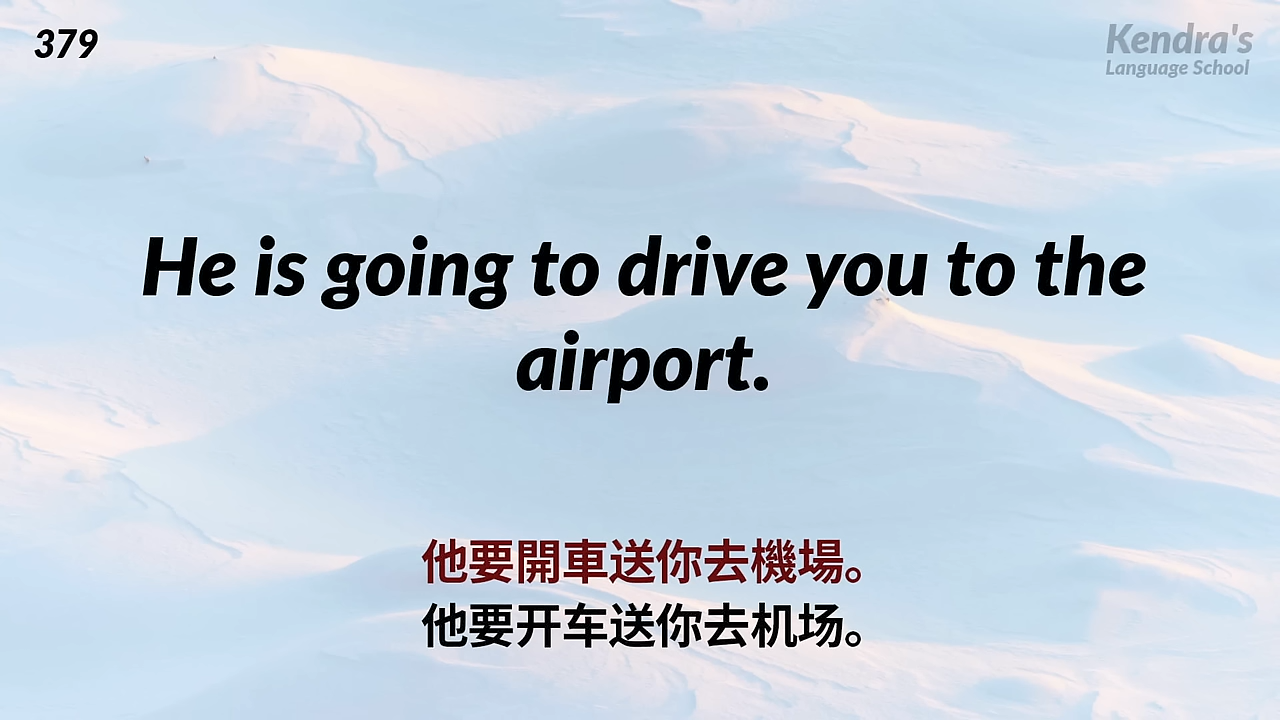 379
Kendra's
Language School
He is going to drive you to the
airport.
他要開車送你去機場。
他要开车送你去机场。